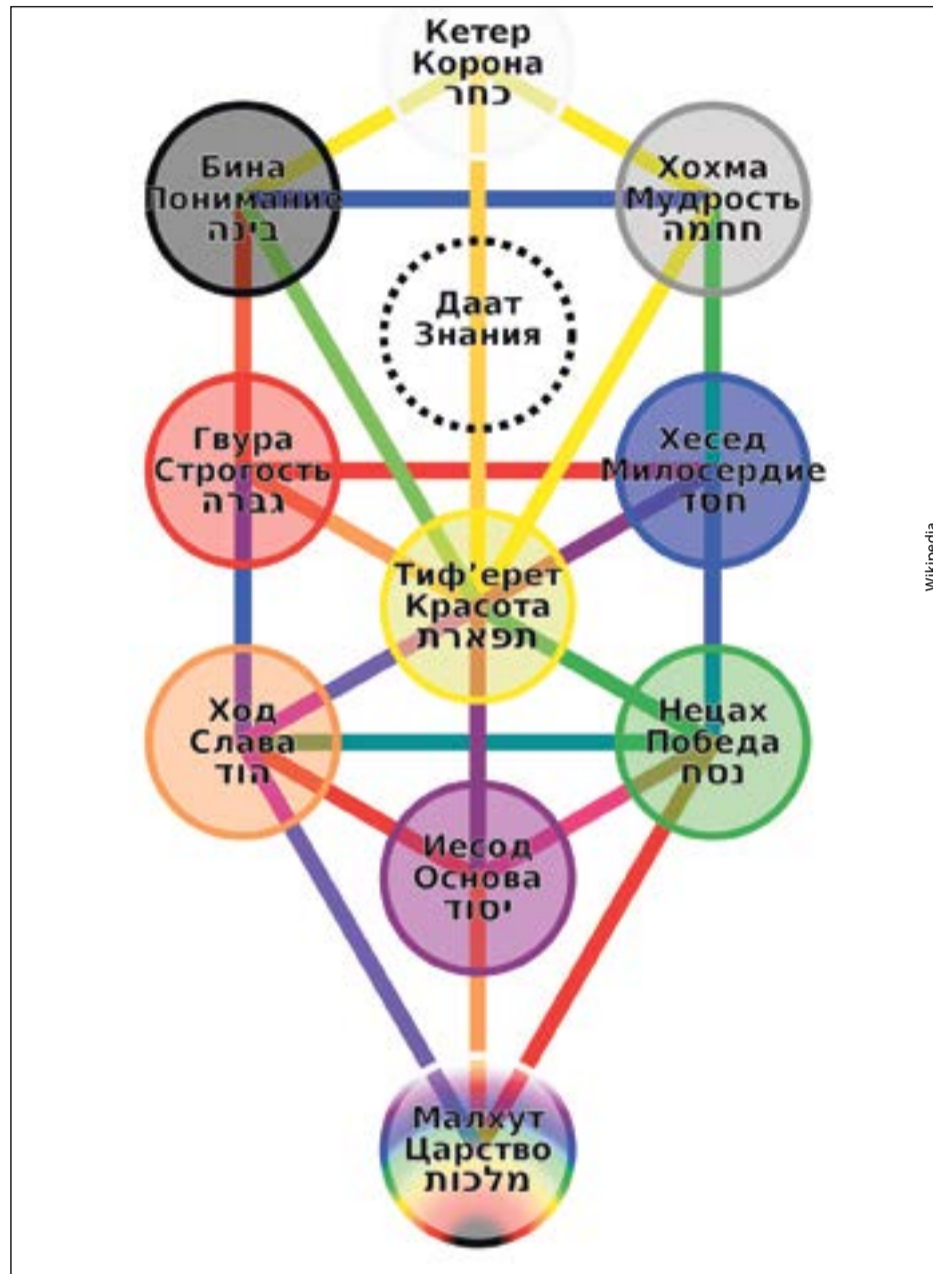 Кетер
Корона
כחר
Бина
Понимание
בינה
Хохма
Мудрость
חחמה
Даат
Знания
Гвура
Строгость
גברה
Хесед
Милосердие
חסד
Тиф’ерет
Красота
תפארת
Ход
Слава
הוד
Нецах
Победа
נסח
Иесод
Основа
יסוד
Малхут
Царство
מלכות
Wikipedia